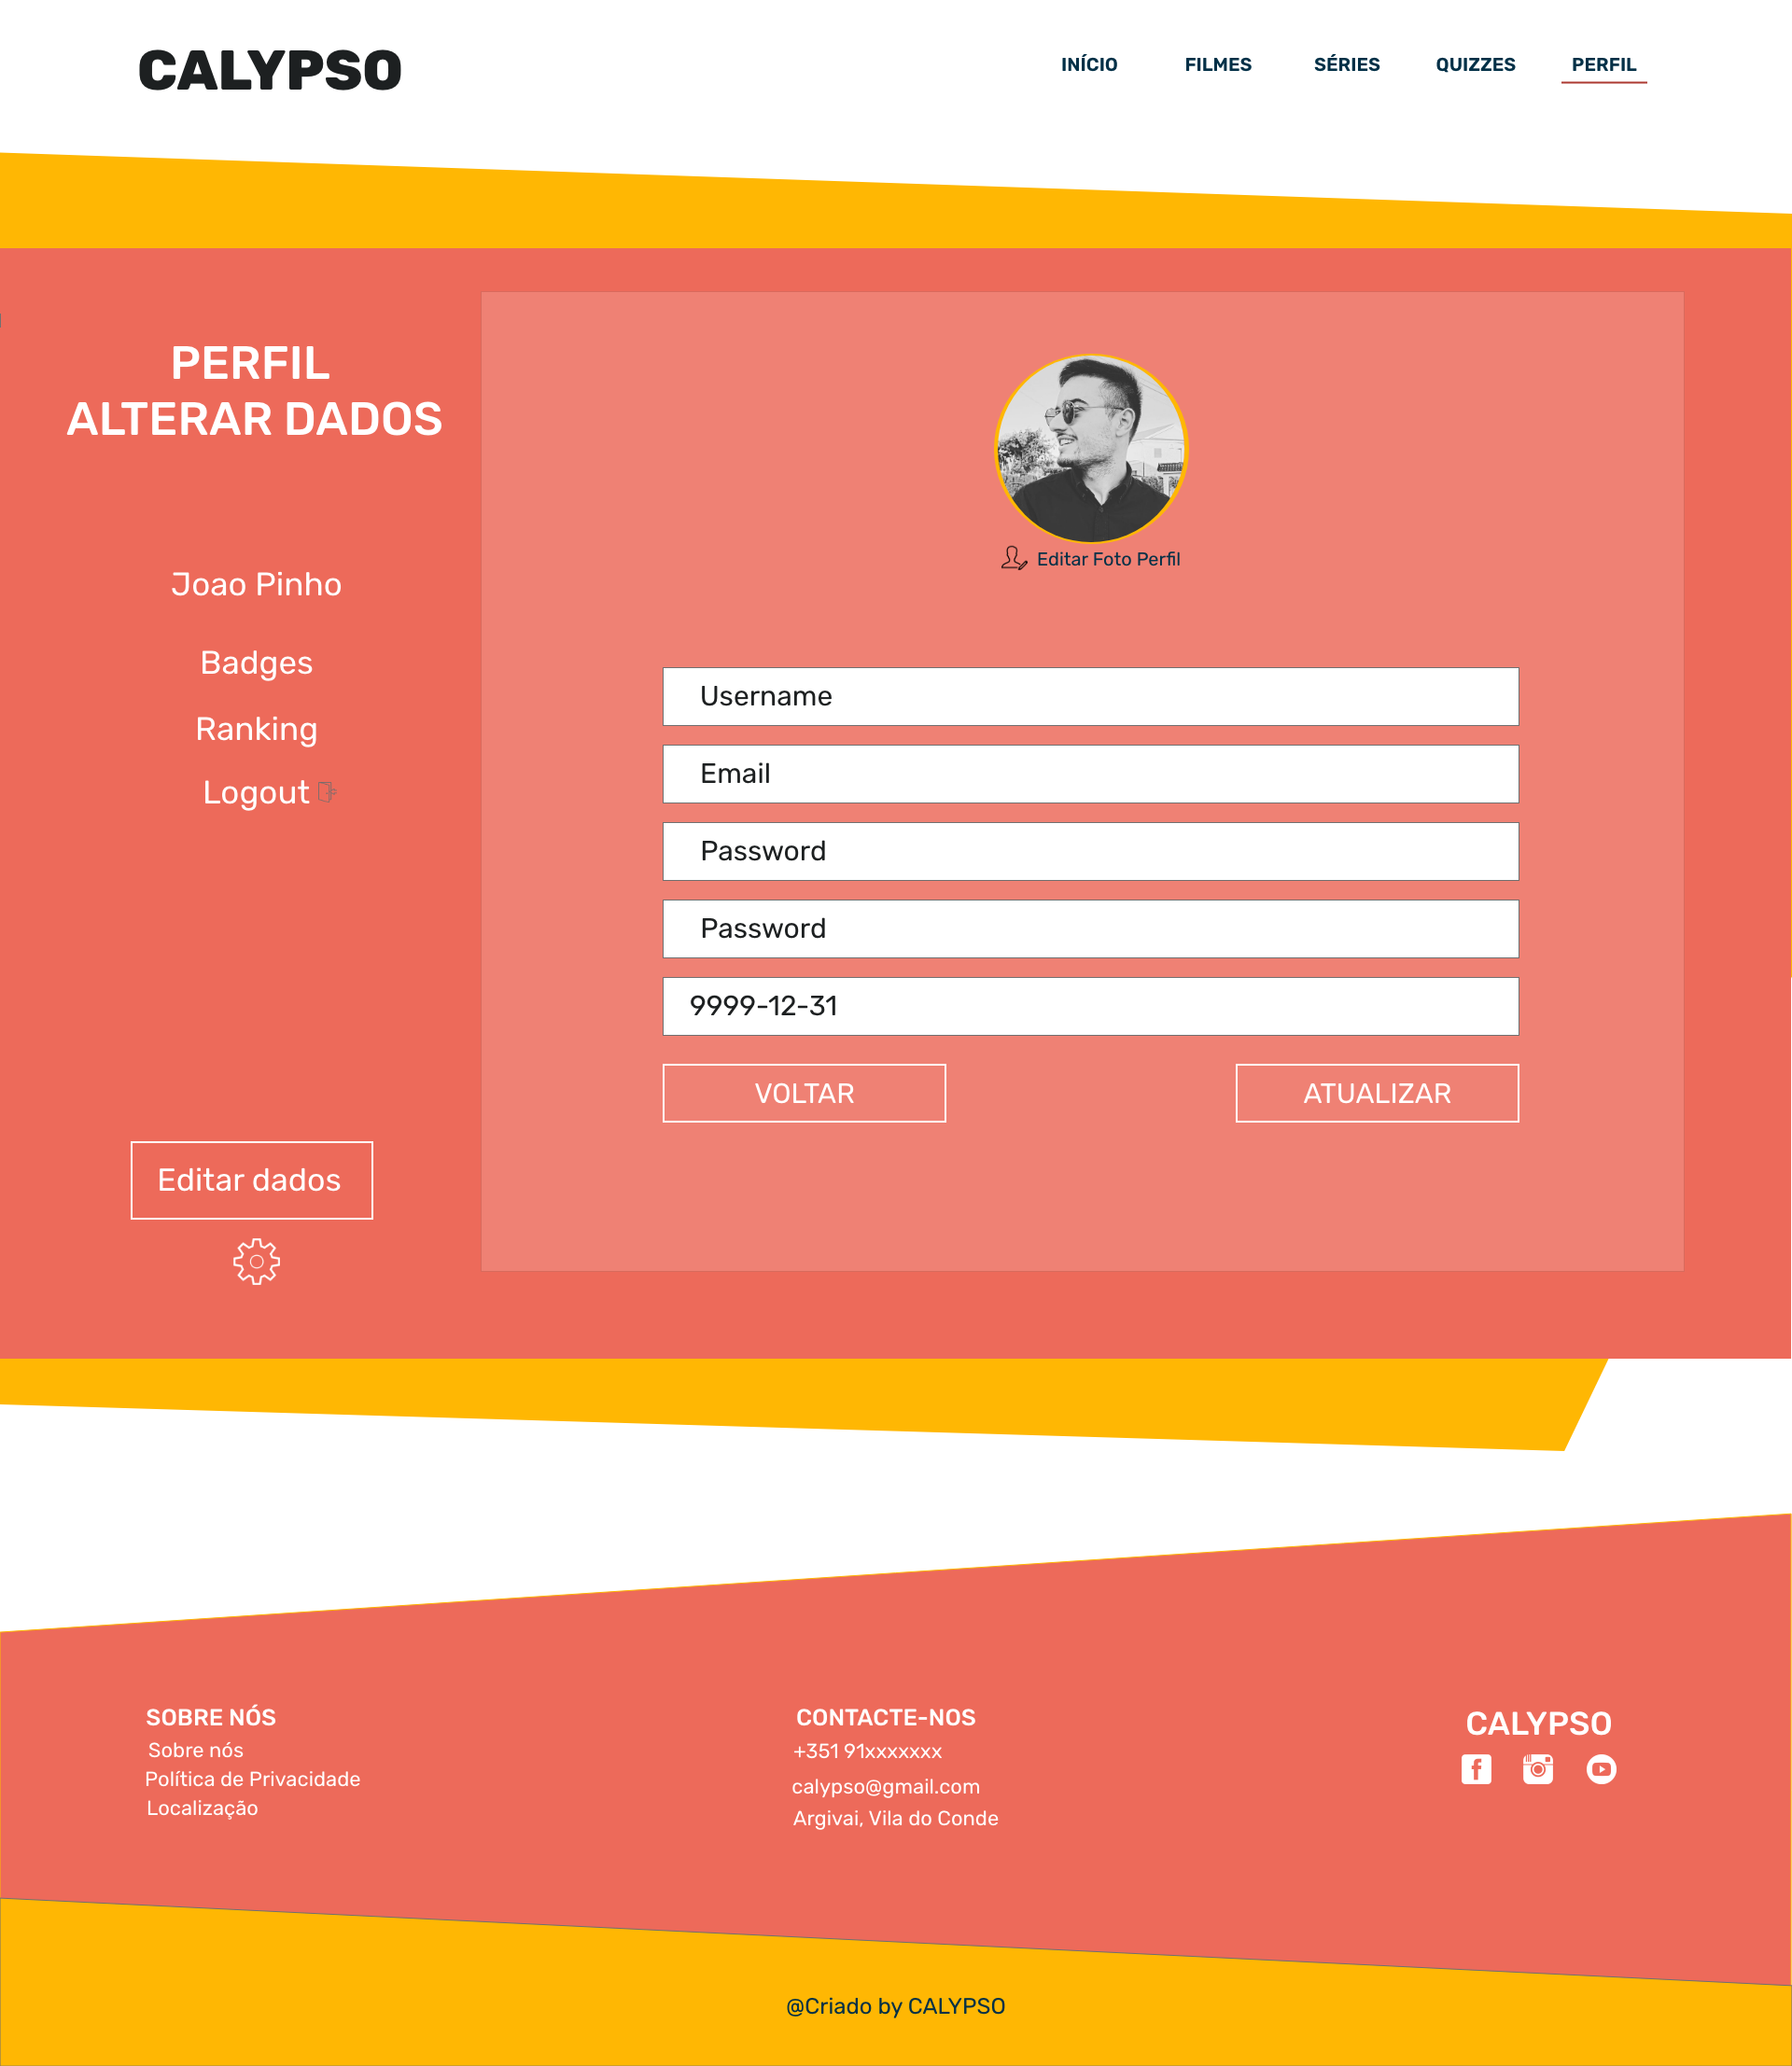 CALYPSO
INÍCIO
FILMES
SÉRIES
QUIZZES
PERFIL
PERFIL
ALTERAR DADOS
Joao Pinho
Badges
Ranking
Logout
Editar dados
Editar Foto Perfil
Username
Email
Password
Password
9999-12-31
VOLTAR
ATUALIZAR
SOBRE NÓS
Sobre nós
Política de Privacidade
Localização
CONTACTE-NOS
+351 91xxxxxxx
calypso@gmail.com
Argivai, Vila do Conde
CALYPSO
@Criado by CALYPSO